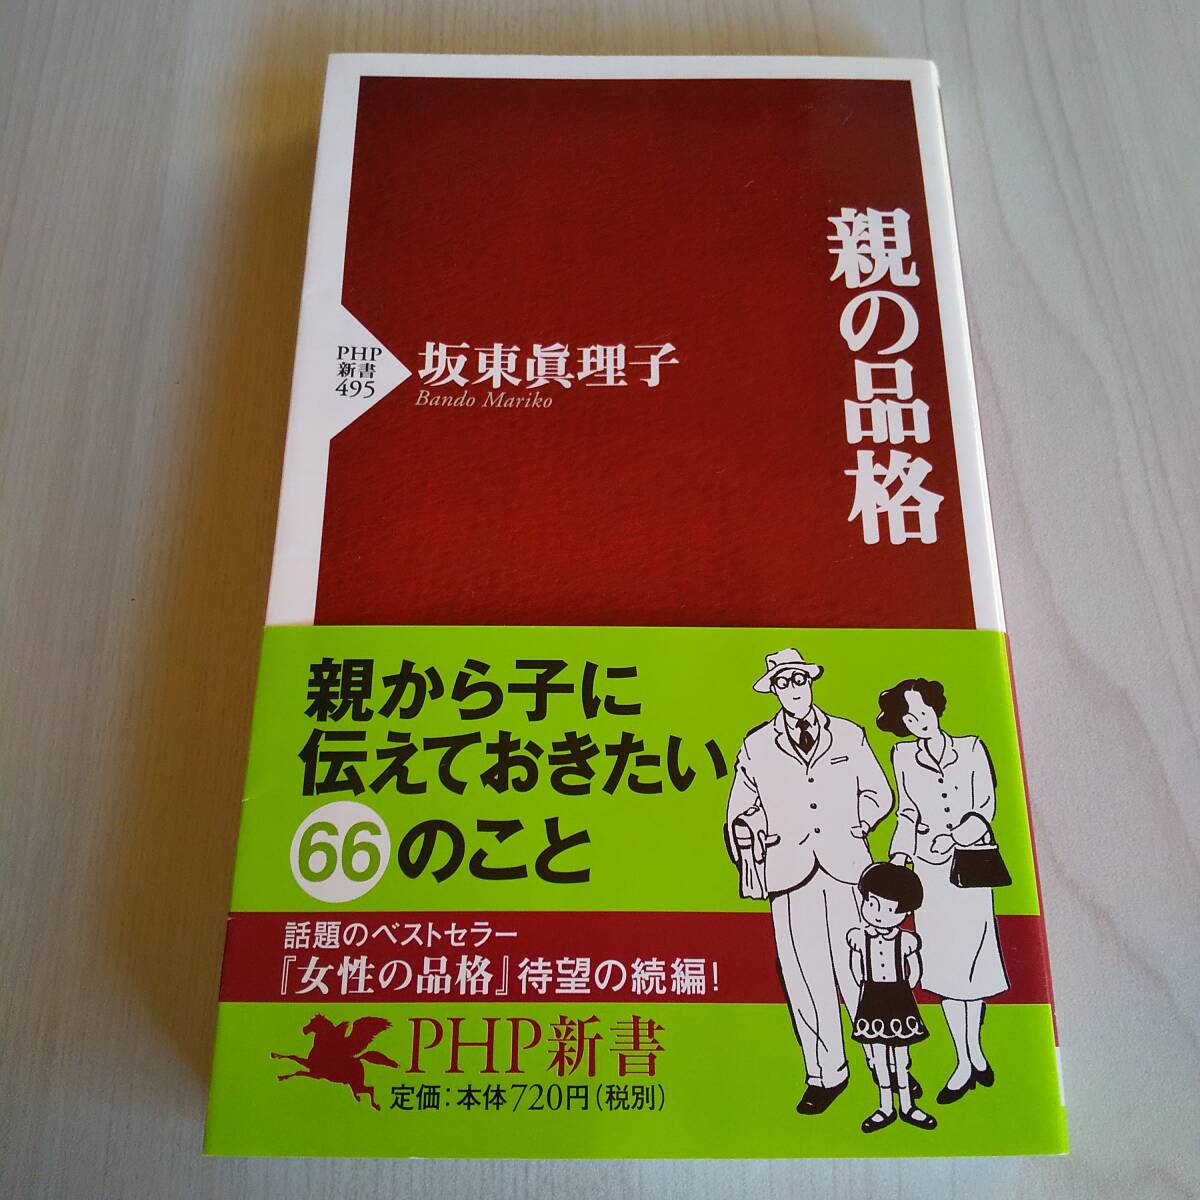 親の品格
坂東眞理子
Bando Mariko
PHP
新書
495
親から子に
伝えておきたい
66のこと
話題のベストセラー
『女性の品格』待望の続編!
PHP新書
定価:本体720円(税別)